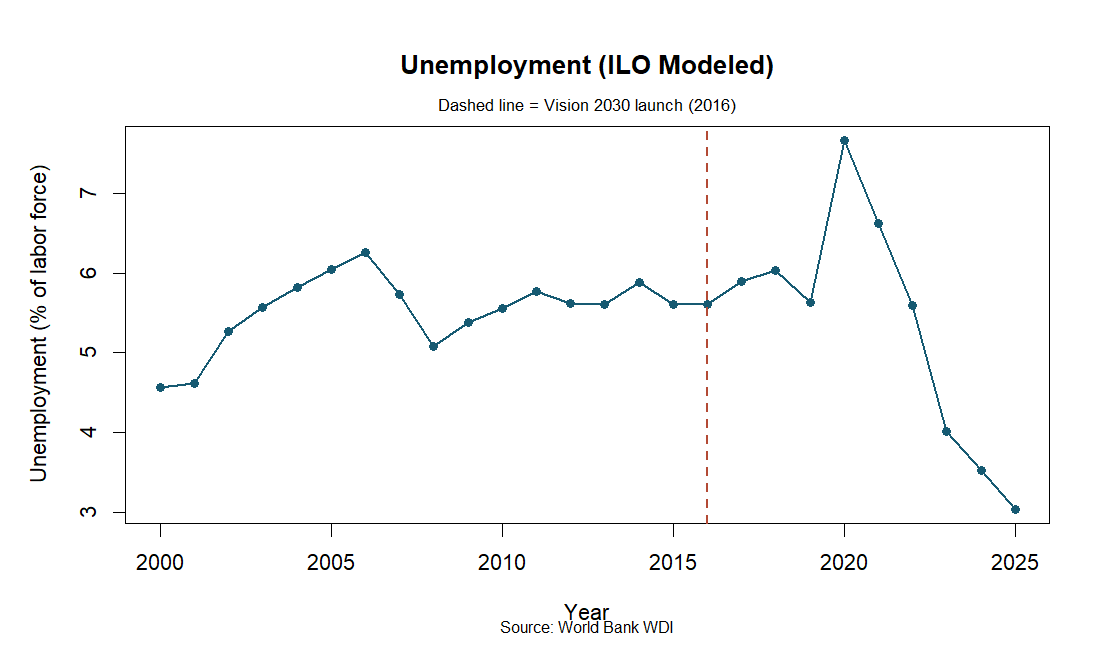 Unemployment (ILO Modeled)
Dashed line = Vision 2030 launch (2016)
Unemployment (% of labor force)
7
6
5
4
3
2000 2005 2010 2015 2020 2025
Year
Source: World Bank WDI